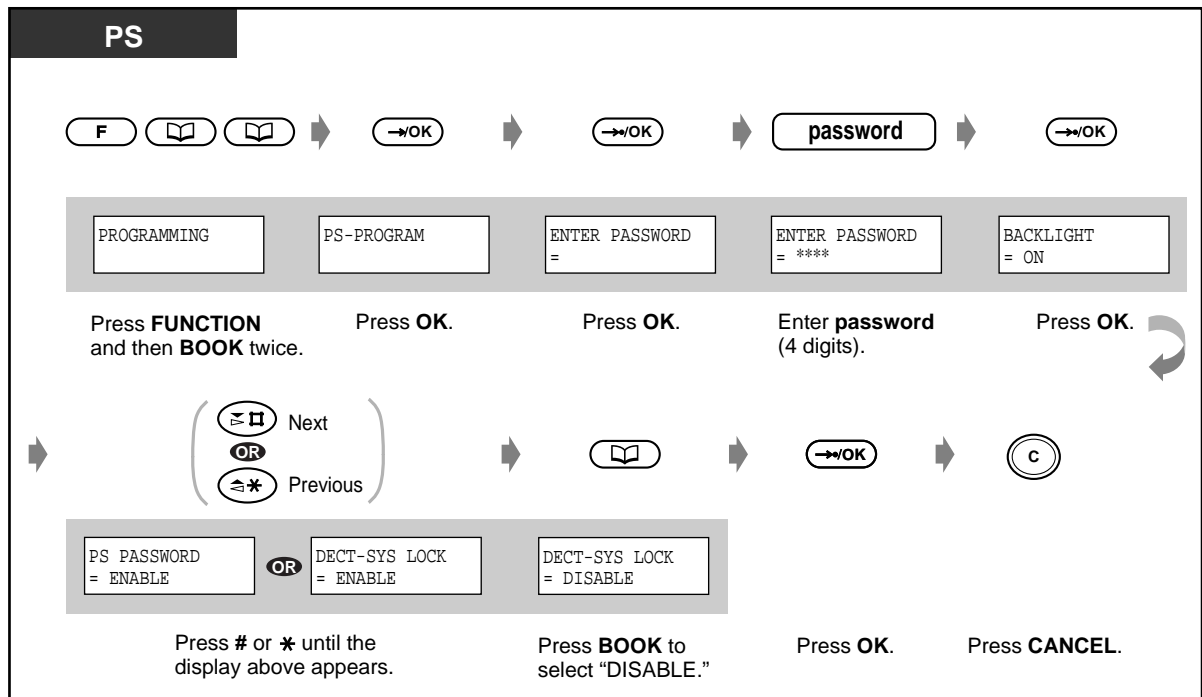 PS
F
→/OK
→•/OK
password
→•/OK
PROGRAMMING
PS-PROGRAM
ENTER PASSWORD
=
ENTER PASSWORD
= ****
BACKLIGHT
= ON
Press FUNCTION
and then BOOK twice.
Press OK.
Press OK.
Enter password
(4 digits).
Press OK.
# Next
OR
* Previous
→•/OK
C
PS PASSWORD
= ENABLE
OR
DECT-SYS LOCK
= ENABLE
DECT-SYS LOCK
= DISABLE
Press # or * until the
display above appears.
Press BOOK to
select “DISABLE.”
Press OK.
Press CANCEL.